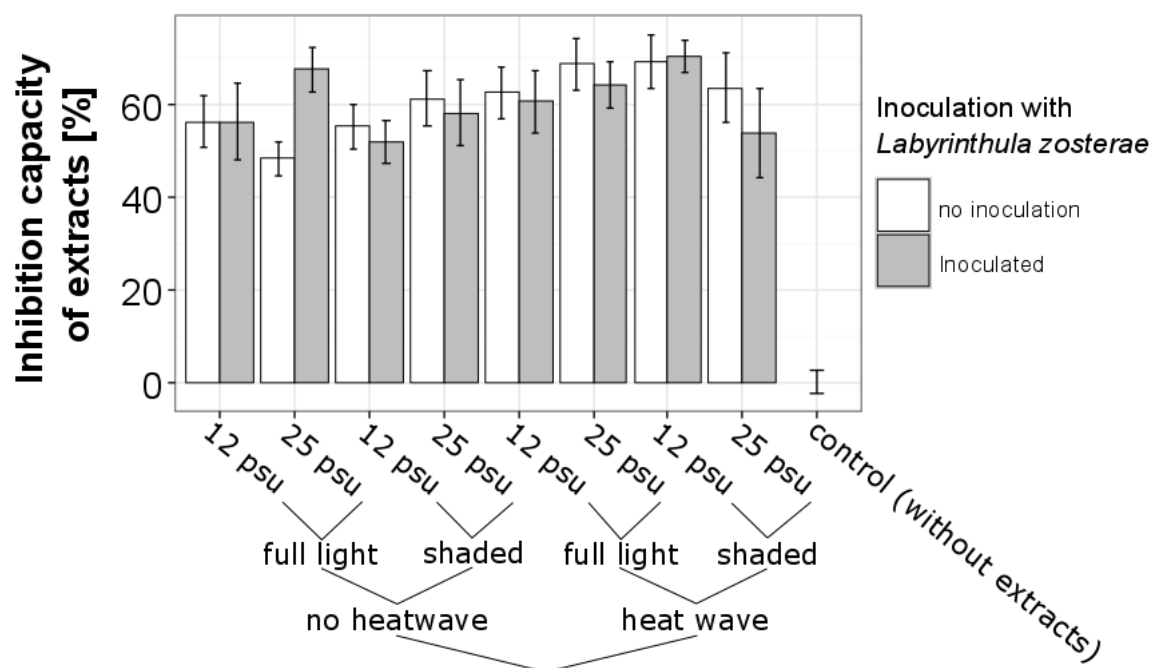 Inhibition capacity
of extracts [%]
60
40
20
0
12 psu
25 psu
12 psu
25 psu
12 psu
25 psu
12 psu
25 psu
control (without extracts)
full light
shaded
full light
shaded
no heatwave
heat wave
Inoculation with
Labyrinthula zosterae
no inoculation
Inoculated